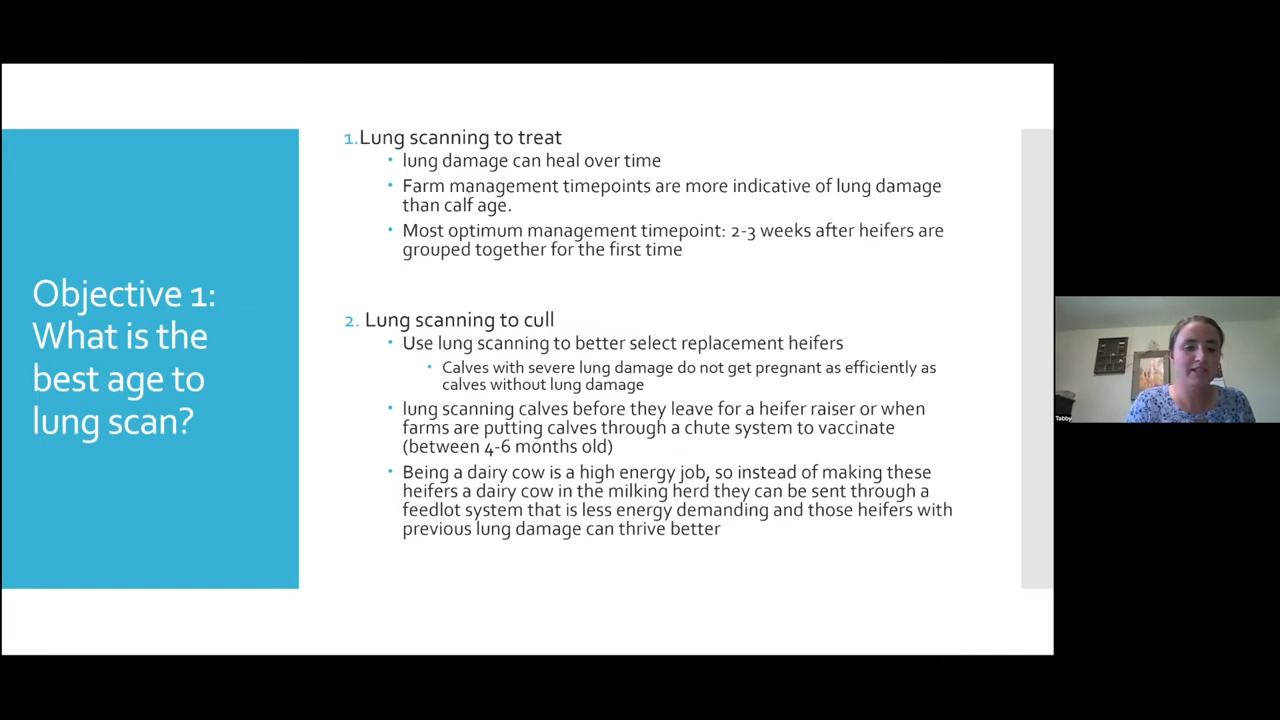 Objective 1:
What is the
best age to
lung scan?
1.Lung scanning to treat
• lung damage can heal over time
• Farm management timepoints are more indicative of lung damage
than calf age.
• Most optimum management timepoint: 2-3 weeks after heifers are
grouped together for the first time
2. Lung scanning to cull
• Use lung scanning to better select replacement heifers
• Calves with severe lung damage do not get pregnant as efficiently as
calves without lung damage
• lung scanning calves before they leave for a heifer raiser or when
farms are putting calves through a chute system to vaccinate
(between 4-6 months old)
• Being a dairy cow is a high energy job, so instead of making these
heifers a dairy cow in the milking herd they can be sent through a
feedlot system that is less energy demanding and those heifers with
previous lung damage can thrive better
Tabby